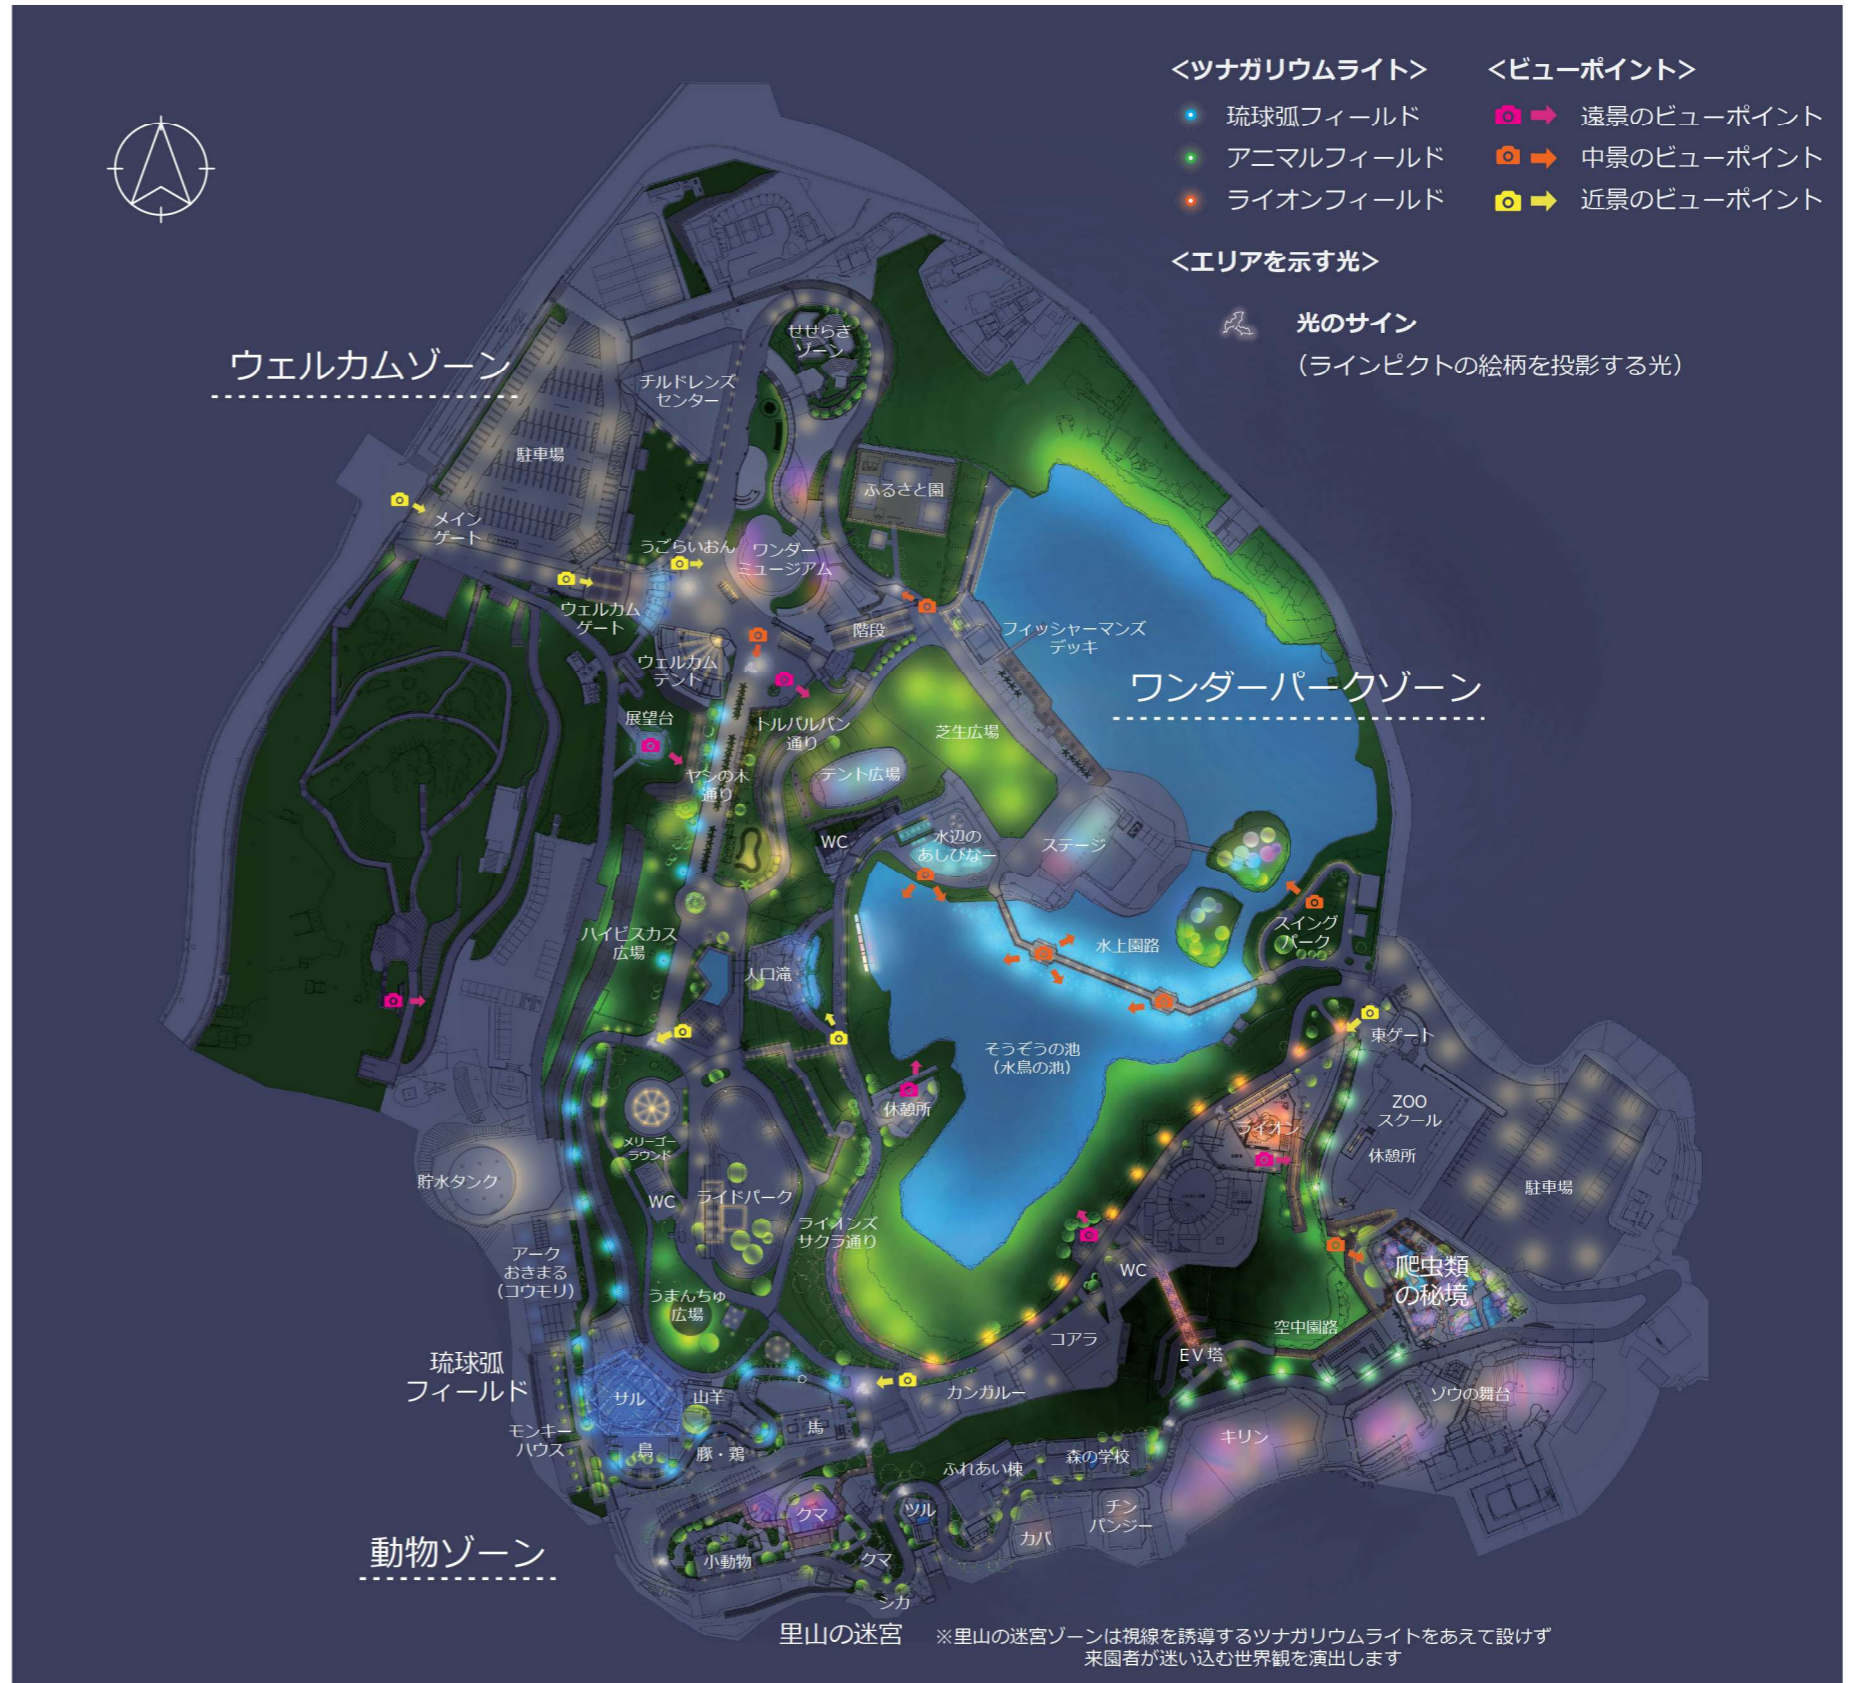 <ツナガリウムライト>
琉球弧フィールド
アニマルフィールド
ライオンフィールド
<ビューポイント>
遠景のビューポイント
中景のビューポイント
近景のビューポイント
<エリアを示す光>
光のサイン
（ラインピクトの絵柄を投影する光）
ウェルカムゾーン
せせらぎ
ゾーン
チルドレンズ
センター
駐車場
ふるさと園
メイン
ゲート
うごらいおん
ワンダー
ミュージアム
ウェルカム
ゲート
階段
フィッシャーマンズ
デッキ
ウェルカム
テント
ワンダーパークゾーン
展望台
トルパルパン
通り
芝生広場
ヤシの木
通り
テント広場
WC
水辺の
あしびなー
ステージ
ハイビスカス
広場
スイング
パーク
水上園路
人口滝
東ゲート
そうぞうの池
（水鳥の池）
休憩所
ZOO
スクール
ライオン
メリーゴー
ラウンド
休憩所
貯水タンク
WC
ライドパーク
駐車場
ライオンズ
サクラ通り
アーク
おきまる
（コウモリ）
WC
爬虫類
の秘境
うまんちゅ
広場
空中園路
コアラ
EV塔
琉球弧
フィールド
サル
山羊
カンガルー
ゾウの舞台
モンキー
ハウス
馬
キリン
鳥
豚・鶏
森の学校
ふれあい棟
クマ
ツル
チン
パンジー
カバ
動物ゾーン
小動物
クマ
シカ
里山の迷宮
※里山の迷宮ゾーンは視線を誘導するツナガリウムライトをあえて設けず
来園者が迷い込む世界観を演出します